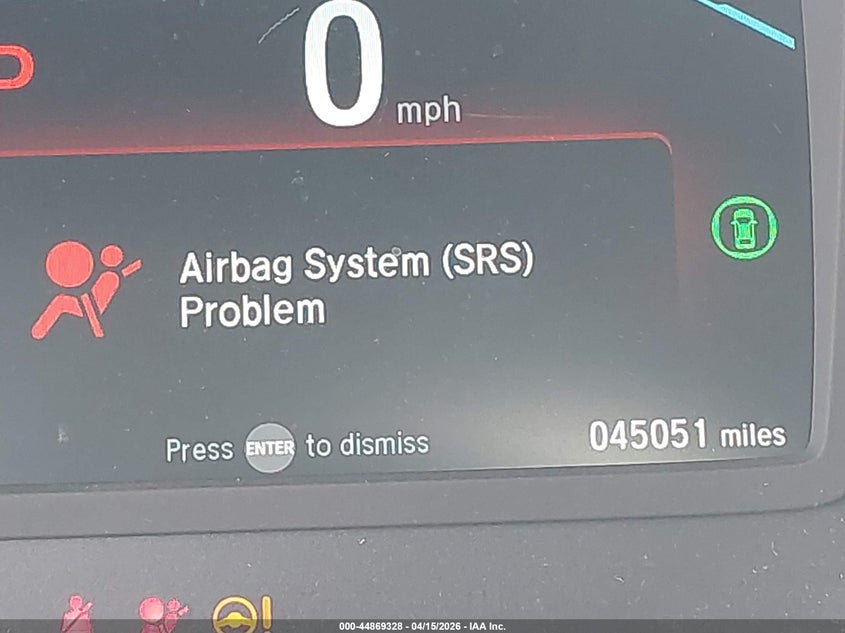 0 mph
Airbag System (SRS)
Problem
Press ENTER to dismiss
045051 miles
000-44869328 - 04/15/2026 - IAA Inc.